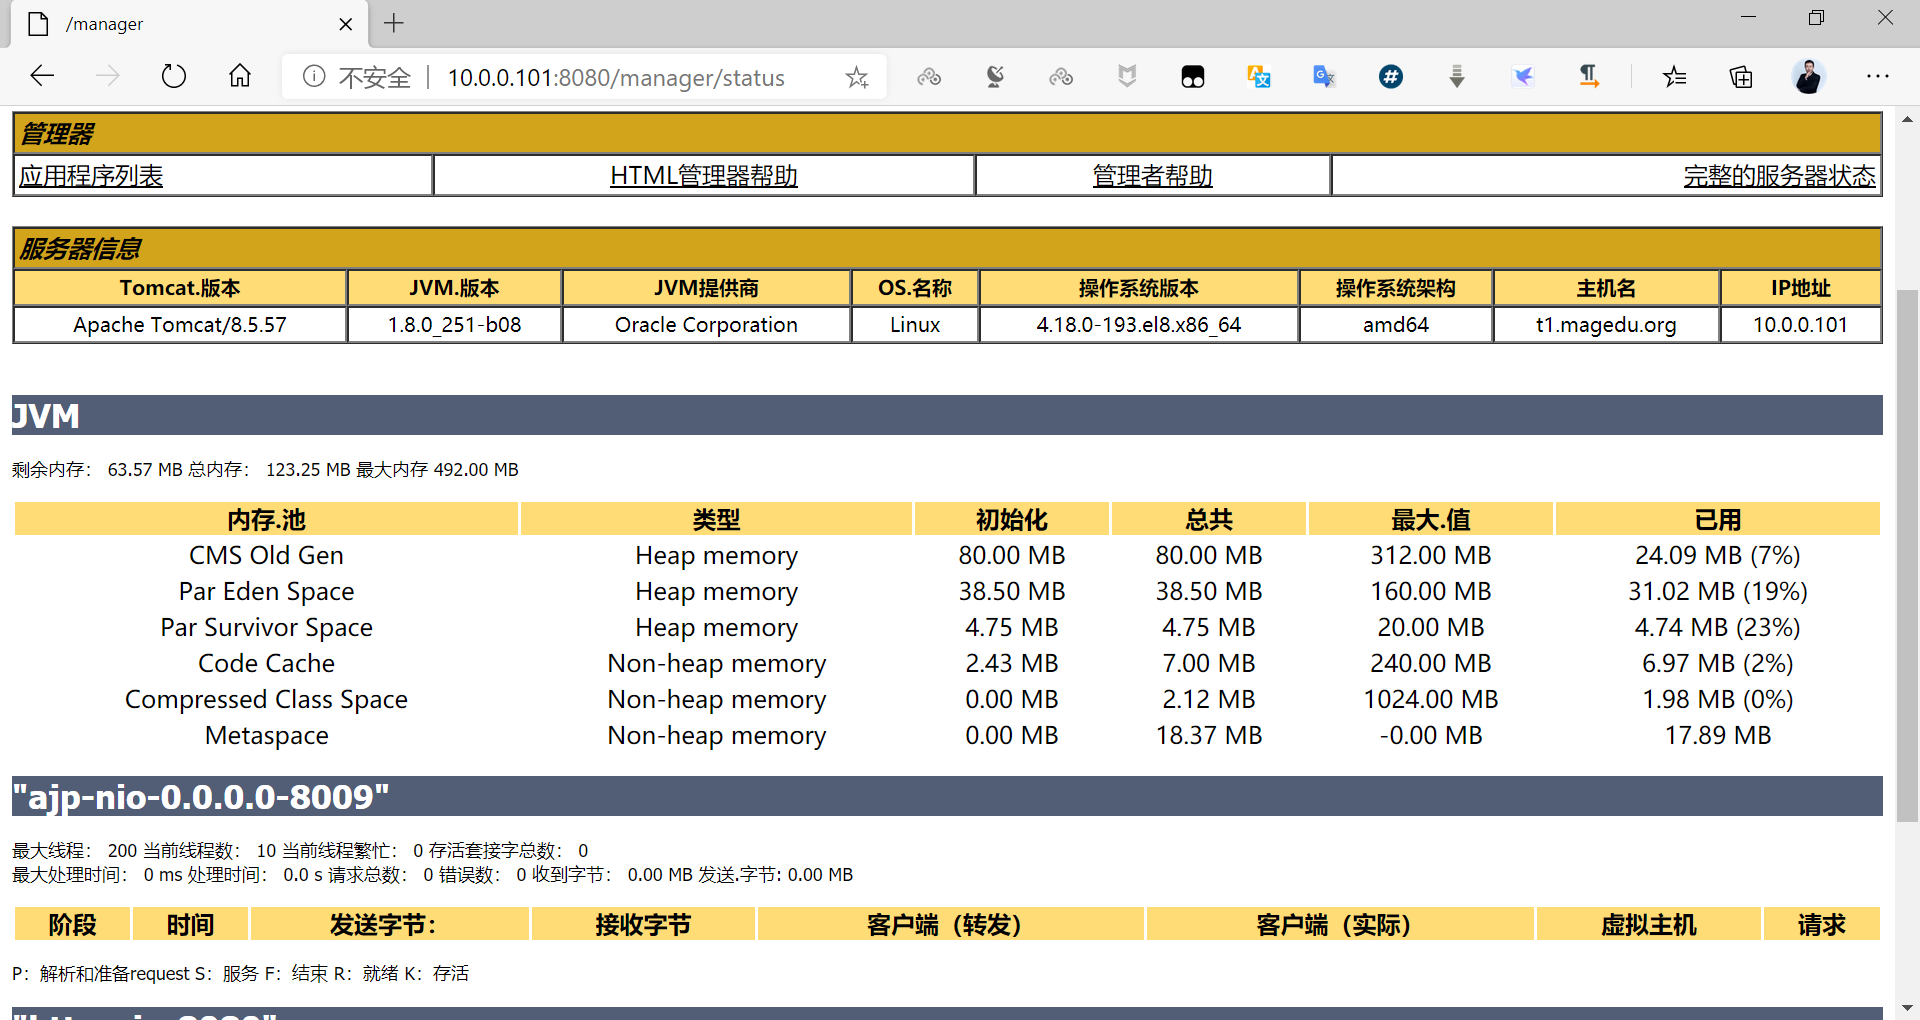 /manager
不安全 10.0.0.101:8080/manager/status
管理器
应用程序列表 HTML管理器帮助 管理者帮助 完整的服务器状态
服务器信息
Tomcat.版本 JVM.版本 JVM提供商 OS.名称 操作系统版本 操作系统架构 主机名 IP地址
Apache Tomcat/8.5.57 1.8.0_251-b08 Oracle Corporation Linux 4.18.0-193.el8.x86_64 amd64 t1.magedu.org 10.0.0.101
JVM
剩余内存： 63.57 MB 总内存： 123.25 MB 最大内存 492.00 MB
内存.池 类型 初始化 总共 最大.值 已用
CMS Old Gen Heap memory 80.00 MB 80.00 MB 312.00 MB 24.09 MB (7%)
Par Eden Space Heap memory 38.50 MB 38.50 MB 160.00 MB 31.02 MB (19%)
Par Survivor Space Heap memory 4.75 MB 4.75 MB 20.00 MB 4.74 MB (23%)
Code Cache Non-heap memory 2.43 MB 7.00 MB 240.00 MB 6.97 MB (2%)
Compressed Class Space Non-heap memory 0.00 MB 2.12 MB 1024.00 MB 1.98 MB (0%)
Metaspace Non-heap memory 0.00 MB 18.37 MB -0.00 MB 17.89 MB
"ajp-nio-0.0.0.0-8009"
最大线程： 200 当前线程数： 10 当前线程繁忙： 0 存活套接字总数： 0
最大处理时间： 0 ms 处理时间： 0.0 s 请求总数： 0 错误数： 0 收到字节： 0.00 MB 发送.字节: 0.00 MB
阶段 时间 发送字节： 接收字节 客户端（转发） 客户端（实际） 虚拟主机 请求
P：解析和准备request S：服务 F：结束 R：就绪 K：存活